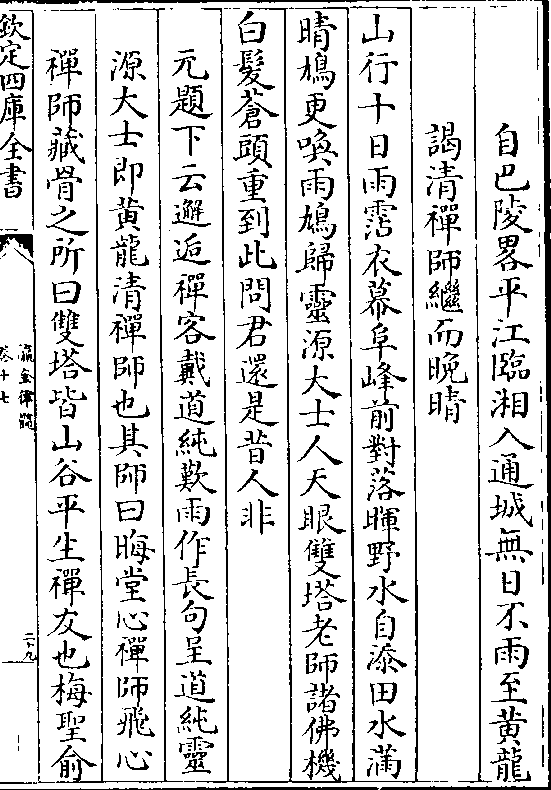 自巴陵畧平江臨湘入通城無日不雨至黄龍
謁清禪師繼而晩晴
山行十日雨霑衣幕阜峰前對落暉野水自添田水滿
晴鳩更喚雨鳩歸靈源大士人天眼雙塔老師諸佛機
白髮蒼頭重到此問君還是昔人非
元題下云邂逅禪客戴道純歎雨作長句呈道純靈
源大士即黄龍清禪師也其師曰晦堂心禪師飛心
禪師藏骨之所曰雙塔皆山谷平生禪友也梅聖俞
欽定四庫全書
瀛奎律髓
卷十七
二十九